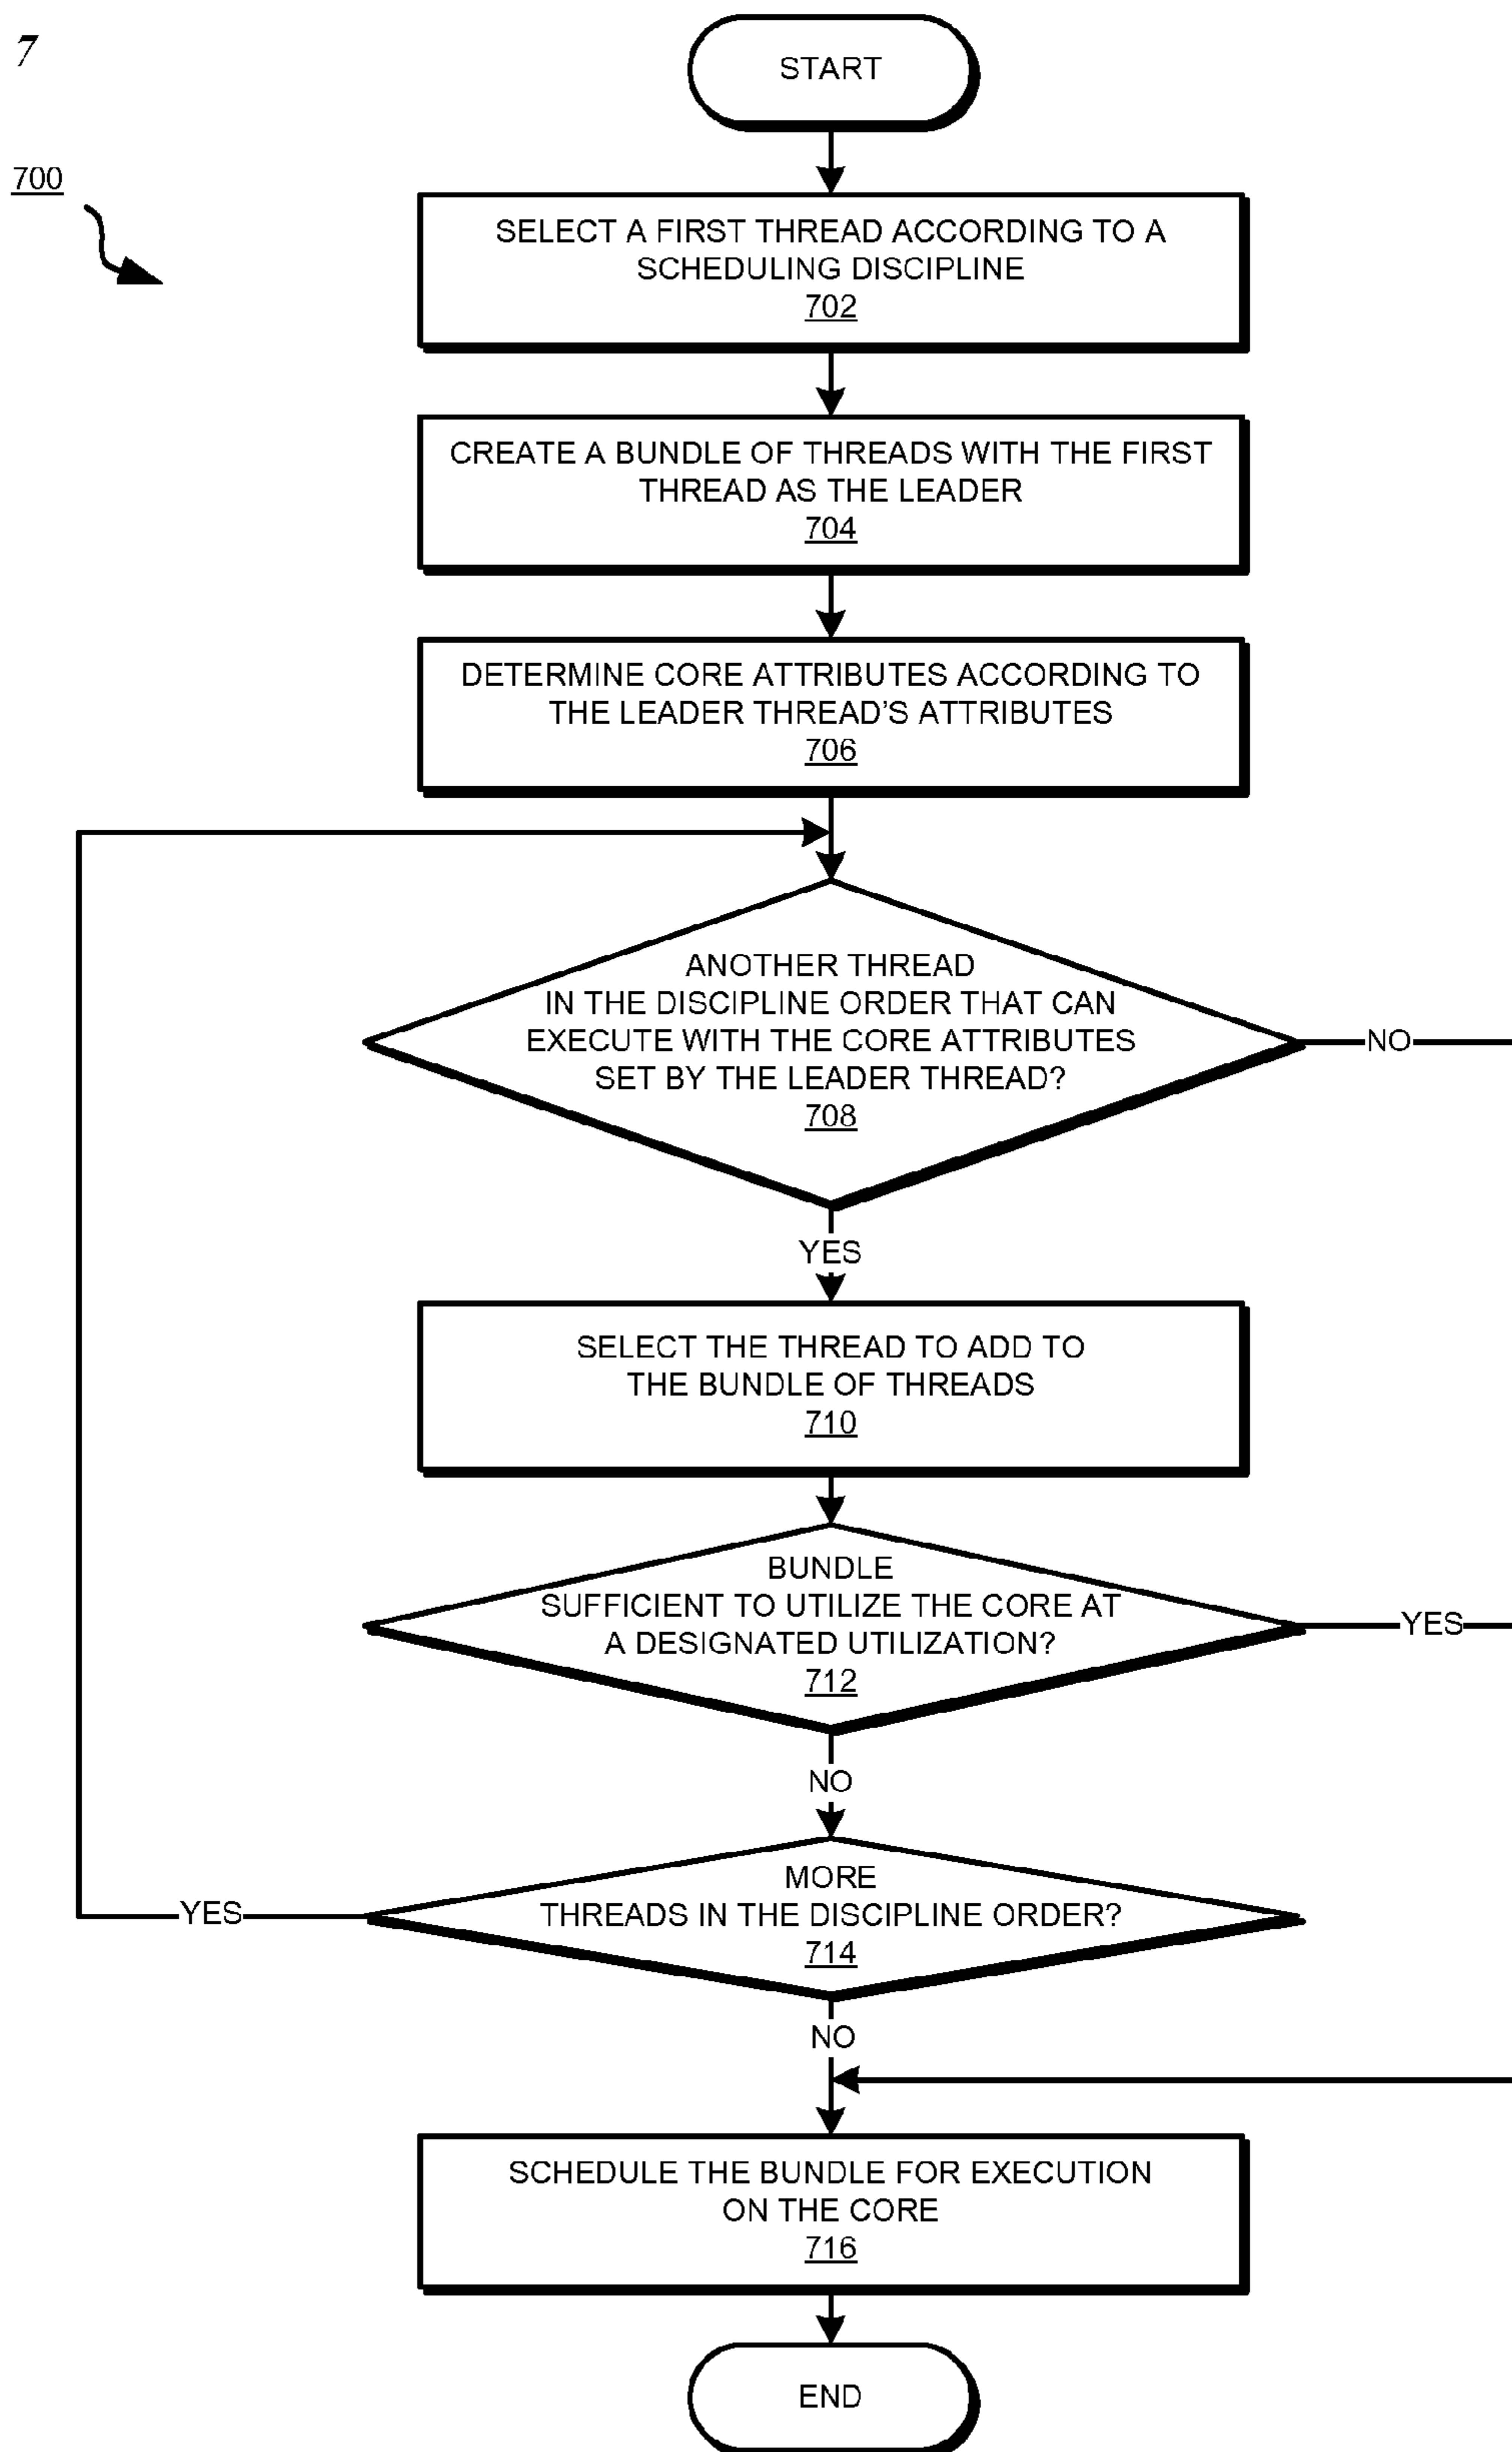 7
700
START
SELECT A FIRST THREAD ACCORDING TO A
SCHEDULING DISCIPLINE
702
CREATE A BUNDLE OF THREADS WITH THE FIRST
THREAD AS THE LEADER
704
DETERMINE CORE ATTRIBUTES ACCORDING TO
THE LEADER THREAD'S ATTRIBUTES
706
ANOTHER THREAD
IN THE DISCIPLINE ORDER THAT CAN
EXECUTE WITH THE CORE ATTRIBUTES
SET BY THE LEADER THREAD?
708
NO
YES
SELECT THE THREAD TO ADD TO
THE BUNDLE OF THREADS
710
BUNDLE
SUFFICIENT TO UTILIZE THE CORE AT
A DESIGNATED UTILIZATION?
712
YES
NO
MORE
THREADS IN THE DISCIPLINE ORDER?
714
YES
NO
SCHEDULE THE BUNDLE FOR EXECUTION
ON THE CORE
716
END